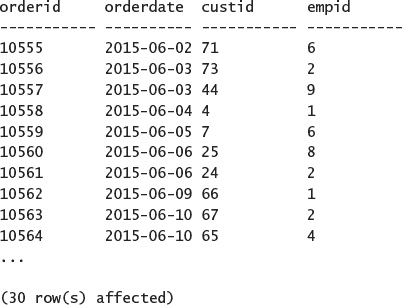 orderid orderdate custid empid
----------- ---------- ----------- -----------
10555 2015-06-02 71 6
10556 2015-06-03 73 2
10557 2015-06-03 44 9
10558 2015-06-04 4 1
10559 2015-06-05 7 6
10560 2015-06-06 25 8
10561 2015-06-06 24 2
10562 2015-06-09 66 1
10563 2015-06-10 67 2
10564 2015-06-10 65 4
...
(30 row(s) affected)